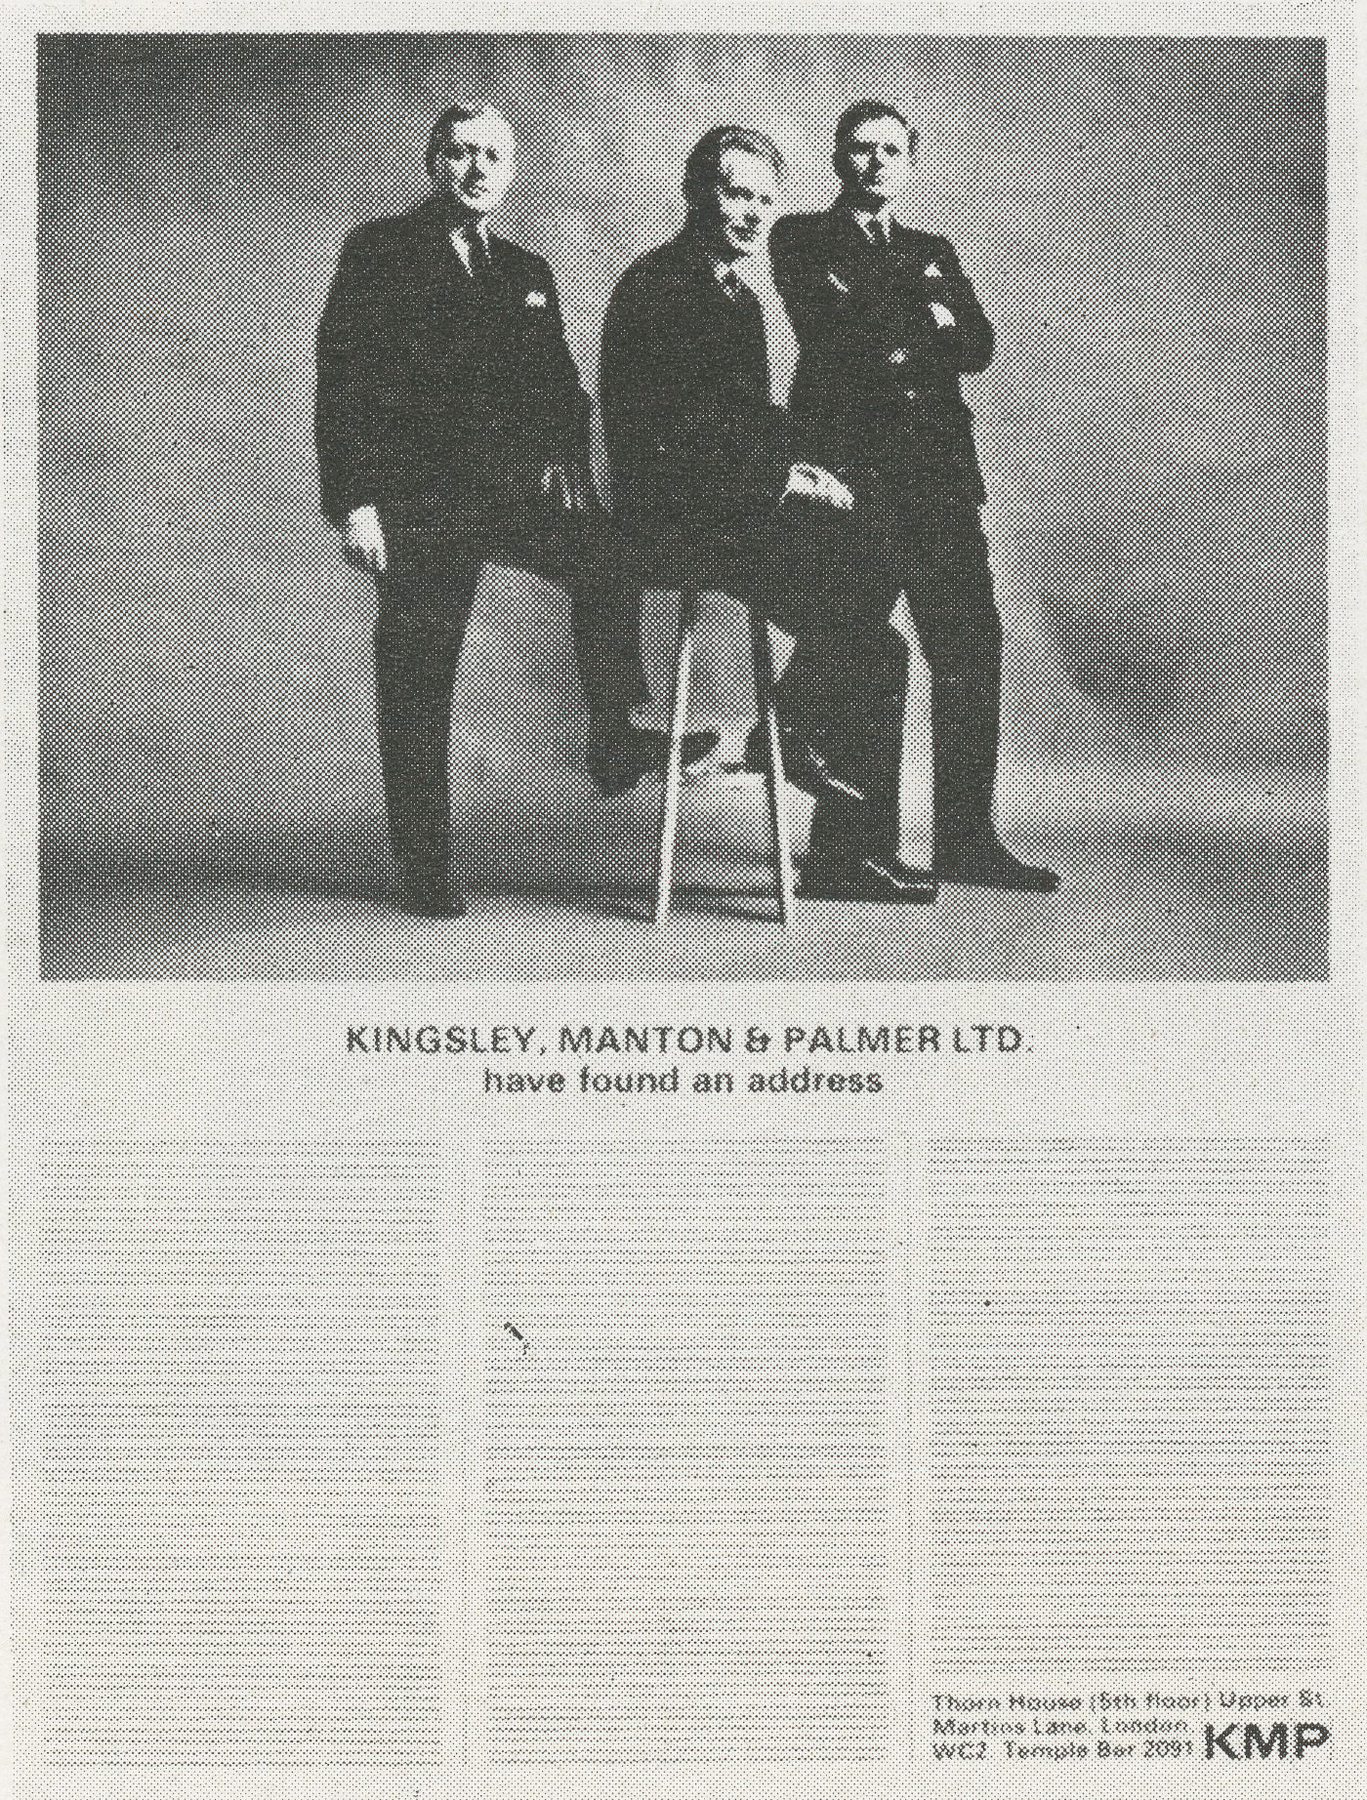 KINGSLEY, MANTON & PALMER LTD.
have found an address
Thorn House (5th floor) Upper St.
Martins Lane, London
WC2. Temple Bar 2091
KMP